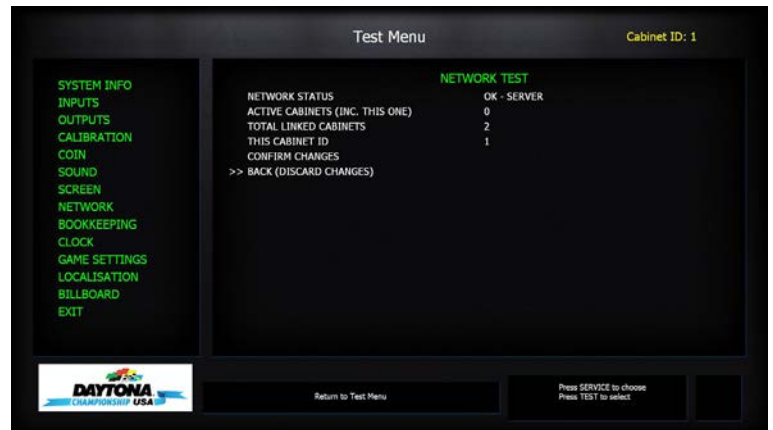 Test Menu
Cabinet ID: 1
SYSTEM INFO
INPUTS
OUTPUTS
CALIBRATION
COIN
SOUND
SCREEN
NETWORK
BOOKKEEPING
CLOCK
GAME SETTINGS
LOCALISATION
BILLBOARD
EXIT
NETWORK TEST
NETWORK STATUS OK - SERVER
ACTIVE CABINETS (INC. THIS ONE) 0
TOTAL LINKED CABINETS 2
THIS CABINET ID 1
CONFIRM CHANGES
>> BACK (DISCARD CHANGES)
DAYTONA
CHAMPIONSHIP USA
Return to Test Menu
Press SERVICE to choose
Press TEST to select